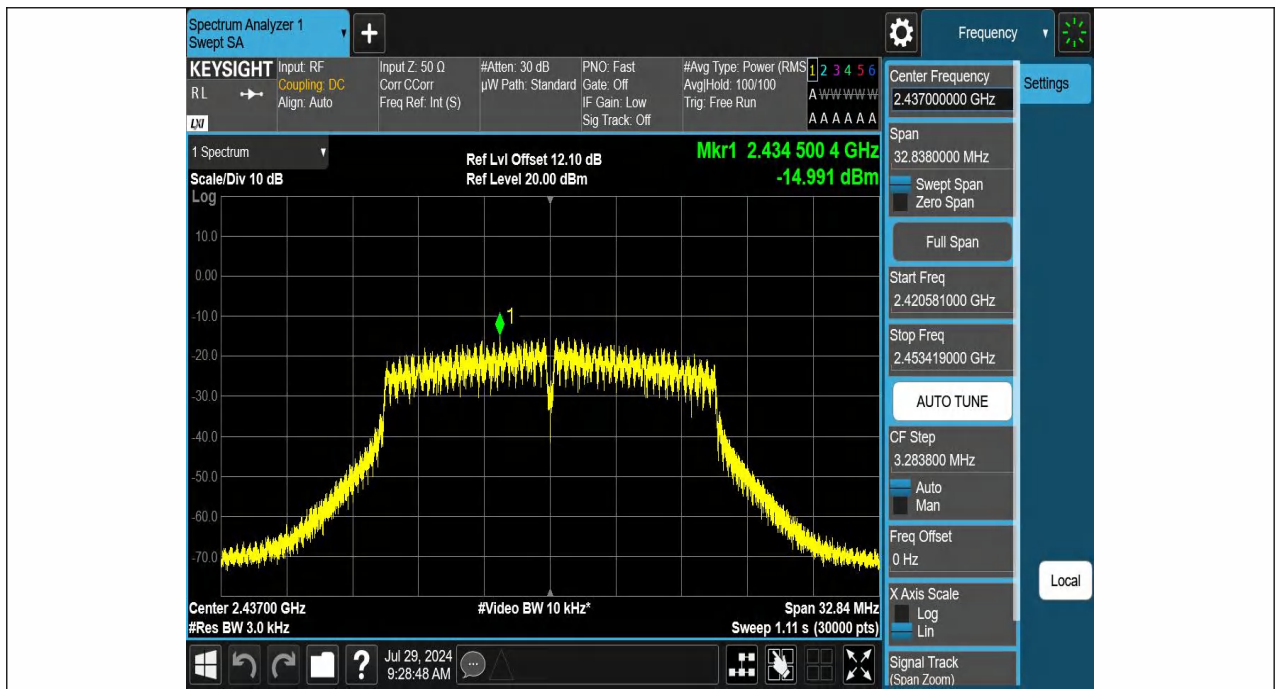 Spectrum Analyzer 1
Swept SA
+
Frequency
KEYSIGHT
RL
LXI
Input: RF
Coupling: DC
Align: Auto
Input Z: 50 Ω
Corr CCorr
Freq Ref: Int (S)
#Atten: 30 dB
µW Path: Standard
PNO: Fast
Gate: Off
IF Gain: Low
Sig Track: Off
#Avg Type: Power (RMS
Avg|Hold: 100/100
Trig: Free Run
1 2 3 4 5 6
A W W W W W
A A A A A A
1 Spectrum
Scale/Div 10 dB
Log
Ref Lvl Offset 12.10 dB
Ref Level 20.00 dBm
Mkr1 2.434 500 4 GHz
-14.991 dBm
10.0
0.00
-10.0
-20.0
-30.0
-40.0
-50.0
-60.0
-70.0
1
Center 2.43700 GHz
#Res BW 3.0 kHz
#Video BW 10 kHz*
Span 32.84 MHz
Sweep 1.11 s (30000 pts)
?
Jul 29, 2024
9:28:48 AM
Center Frequency
2.437000000 GHz
Span
32.8380000 MHz
Swept Span
Zero Span
Full Span
Start Freq
2.420581000 GHz
Stop Freq
2.453419000 GHz
AUTO TUNE
CF Step
3.283800 MHz
Auto
Man
Freq Offset
0 Hz
X Axis Scale
Log
Lin
Signal Track
(Span Zoom)
Settings
Local